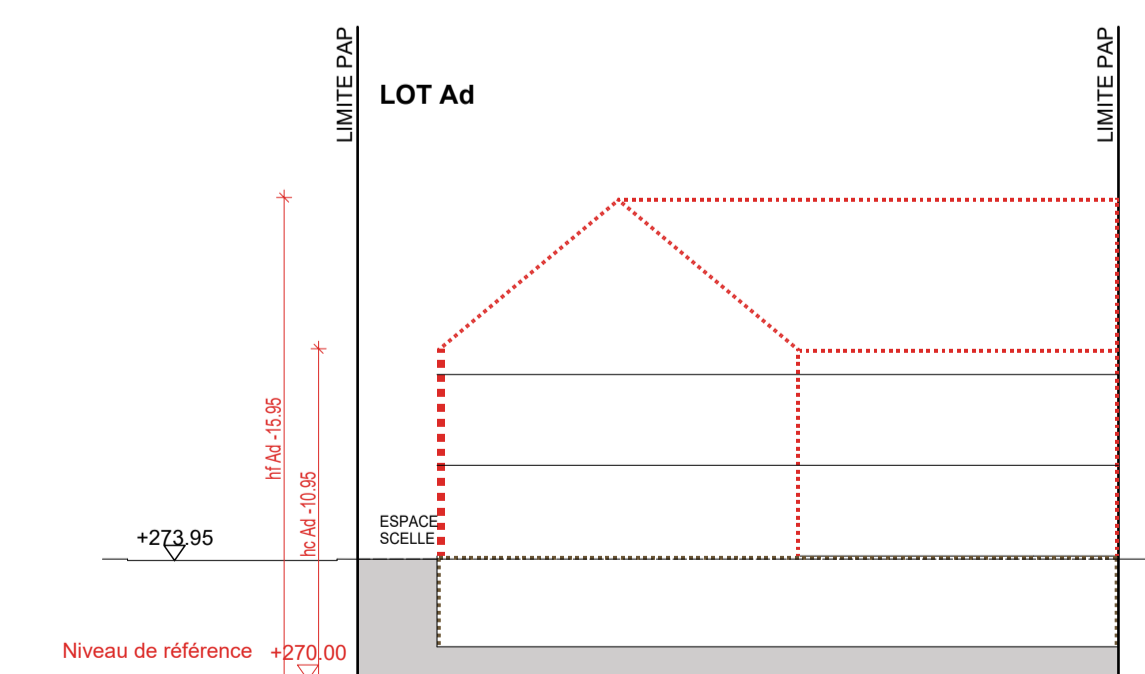 LIMITE PAP
LOT Ad
LIMITE PAP
hf Ad -15.95
hc Ad -10.95
ESPACE
SCELLE
+273.95
Niveau de référence +270.00